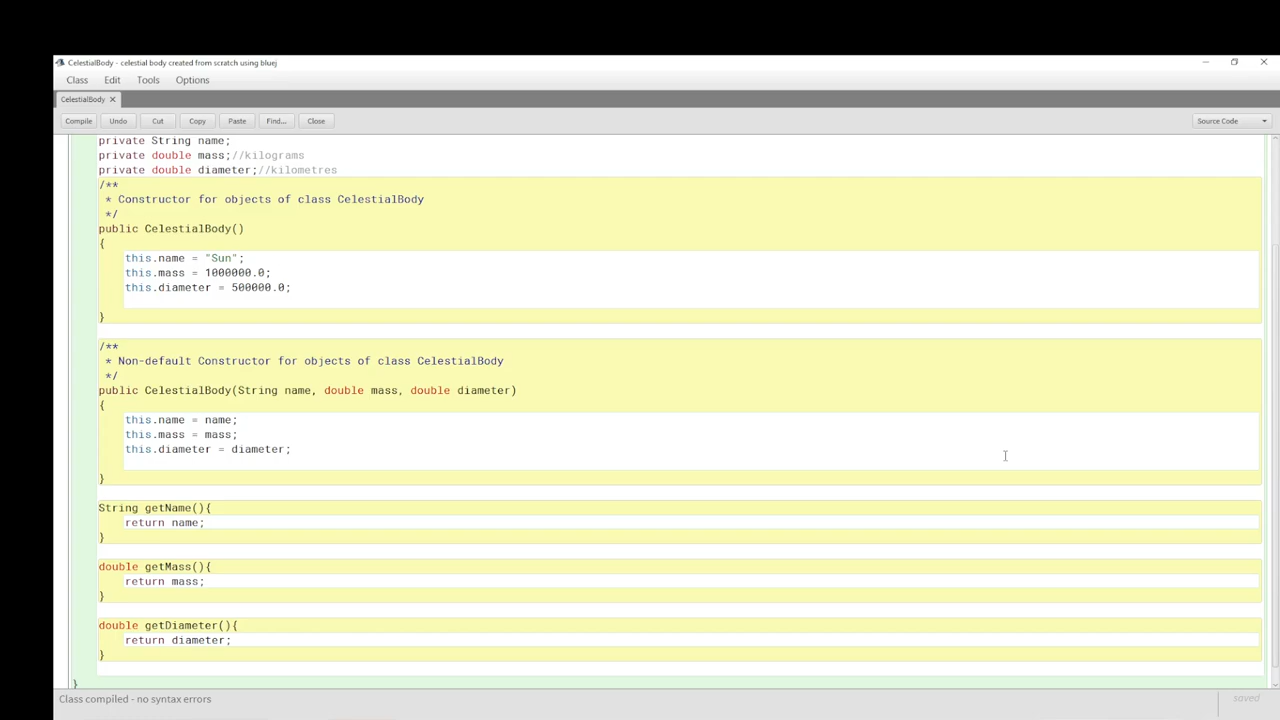 CelestialBody - celestial body created from scratch using bluej
Class Edit Tools Options
CelestialBody
Compile Undo Cut Copy Paste Find... Close Source Code
private String name;
private double mass;//kilograms
private double diameter;//kilometres
/**
* Constructor for objects of class CelestialBody
*/
public CelestialBody()
{
this.name = "Sun";
this.mass = 1000000.0;
this.diameter = 500000.0;
}
/**
* Non-default Constructor for objects of class CelestialBody
*/
public CelestialBody(String name, double mass, double diameter)
{
this.name = name;
this.mass = mass;
this.diameter = diameter;
}
String getName(){
return name;
}
double getMass(){
return mass;
}
double getDiameter(){
return diameter;
}
}
Class compiled - no syntax errors
saved